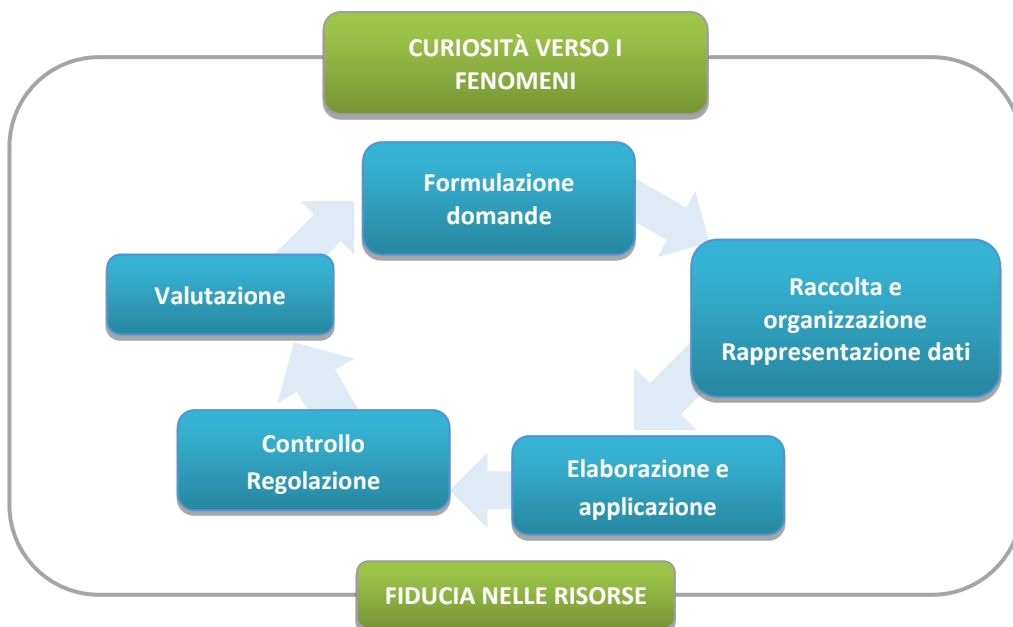 CURIOSITÀ VERSO I
FENOMENI
Formulazione
domande
Raccolta e
organizzazione
Rappresentazione dati
Elaborazione e
applicazione
Controllo
Regolazione
Valutazione
FIDUCIA NELLE RISORSE